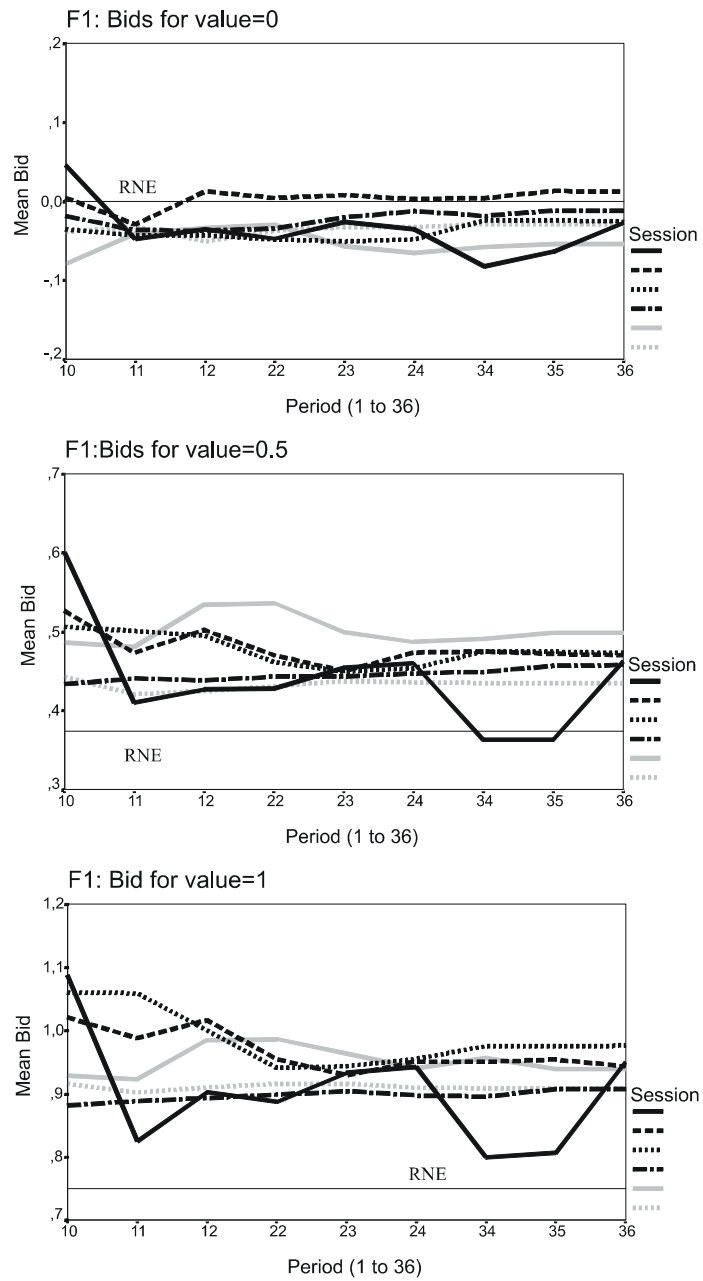 F1: Bids for value=0
,2
,1
0,0
-,1
-,2
Mean Bid
RNE
Session
10 11 12 22 23 24 34 35 36
Period (1 to 36)
F1:Bids for value=0.5
,7
,6
,5
,4
,3
Mean Bid
RNE
Session
10 11 12 22 23 24 34 35 36
Period (1 to 36)
F1: Bid for value=1
1,2
1,1
1,0
,9
,8
,7
Mean Bid
RNE
Session
10 11 12 22 23 24 34 35 36
Period (1 to 36)